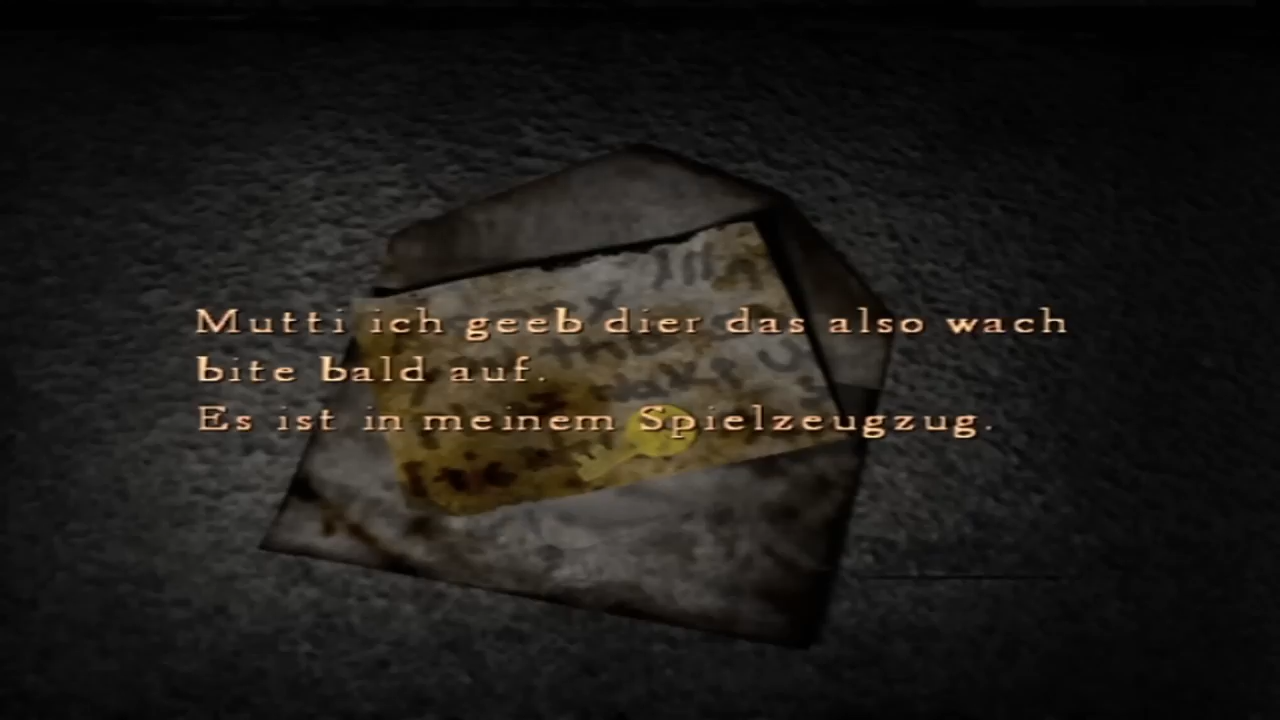 Mutti ich geeb dier das also wach
bite bald auf.
Es ist in meinem Spielzeugzug.